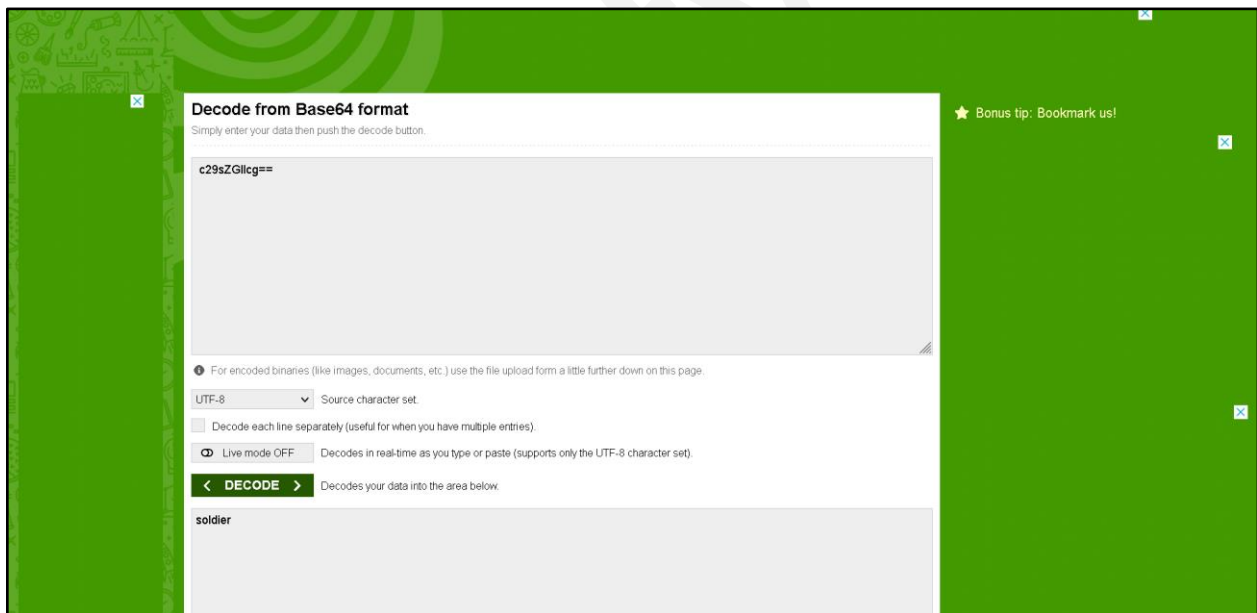 Decode from Base64 format
Simply enter your data then push the decode button.
★ Bonus tip: Bookmark us!
c29sZGllcg==
For encoded binaries (like images, documents, etc.) use the file upload form a little further down on this page.
UTF-8 Source character set.
Decode each line separately (useful for when you have multiple entries).
Live mode OFF Decodes in real-time as you type or paste (supports only the UTF-8 character set).
< DECODE > Decodes your data into the area below.
soldier